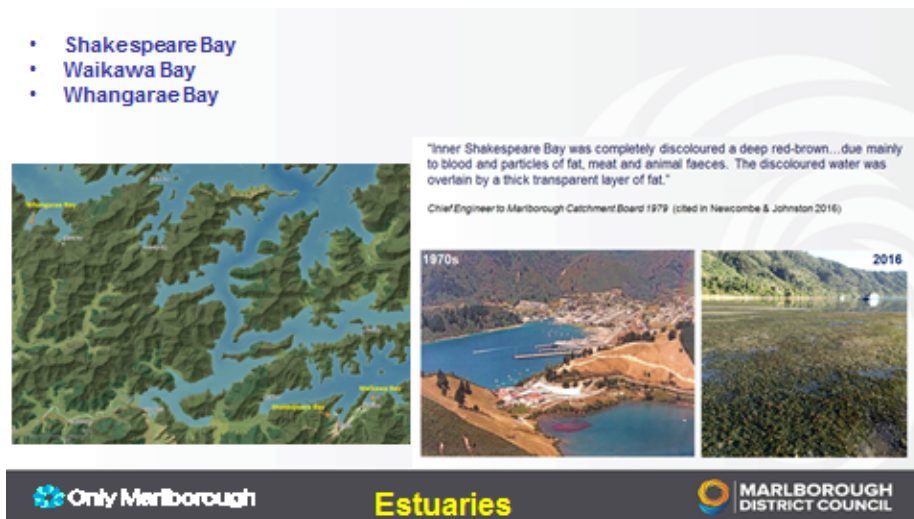 • Shakespeare Bay
• Waikawa Bay
• Whangarae Bay
"Inner Shakespeare Bay was completely discoloured a deep red-brown…due mainly
to blood and particles of fat, meat and animal faeces. The discoloured water was
overlain by a thick transparent layer of fat."
Chief Engineer to Marlborough Catchment Board 1979 (cited in Newcombe & Johnston 2016)
Whangarae Bay
Waikawa Bay
Shakespeare Bay
1970s
2016
Only Marlborough
Estuaries
MARLBOROUGH
DISTRICT COUNCIL